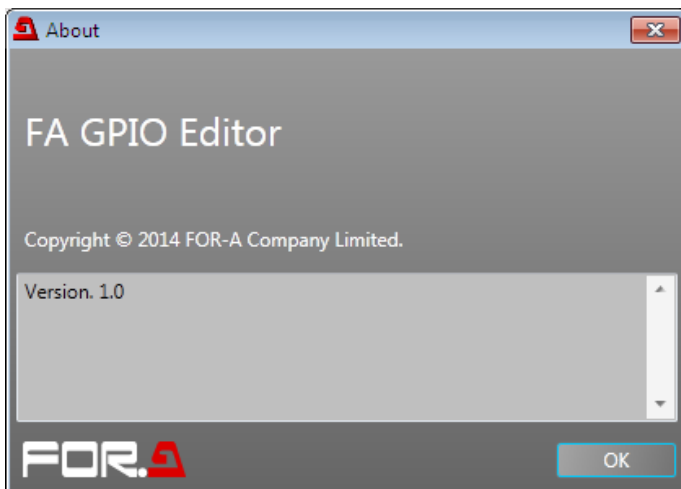 About
FA GPIO Editor
Copyright © 2014 FOR-A Company Limited.
Version. 1.0
FOR.A
OK